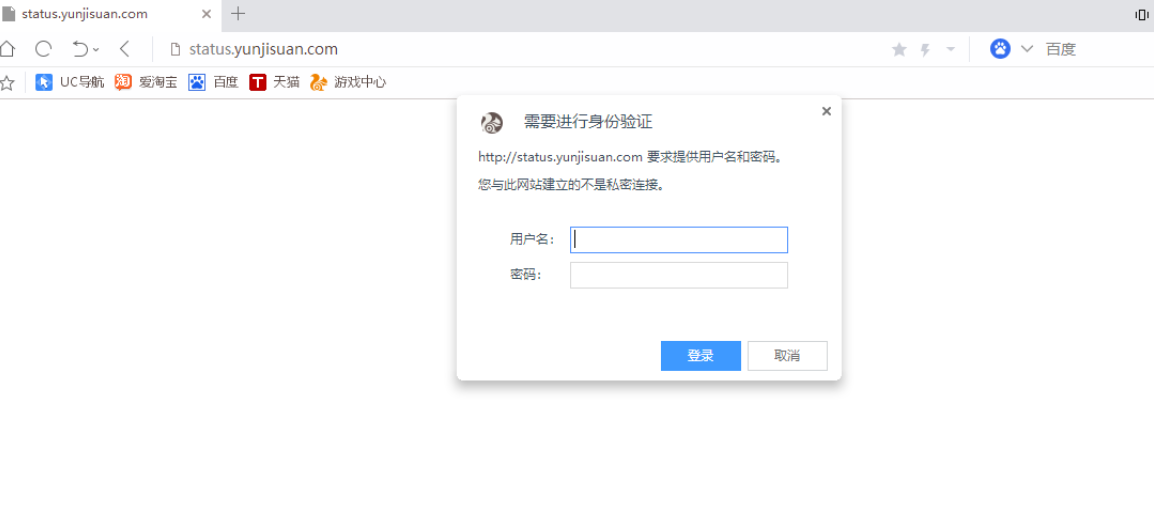 status.yunjisuan.com
status.yunjisuan.com 百度
UC导航 淘 爱淘宝 百度 T 天猫 游戏中心
需要进行身份验证
http://status.yunjisuan.com 要求提供用户名和密码。
您与此网站建立的不是私密连接。
用户名：
密码：
登录 取消